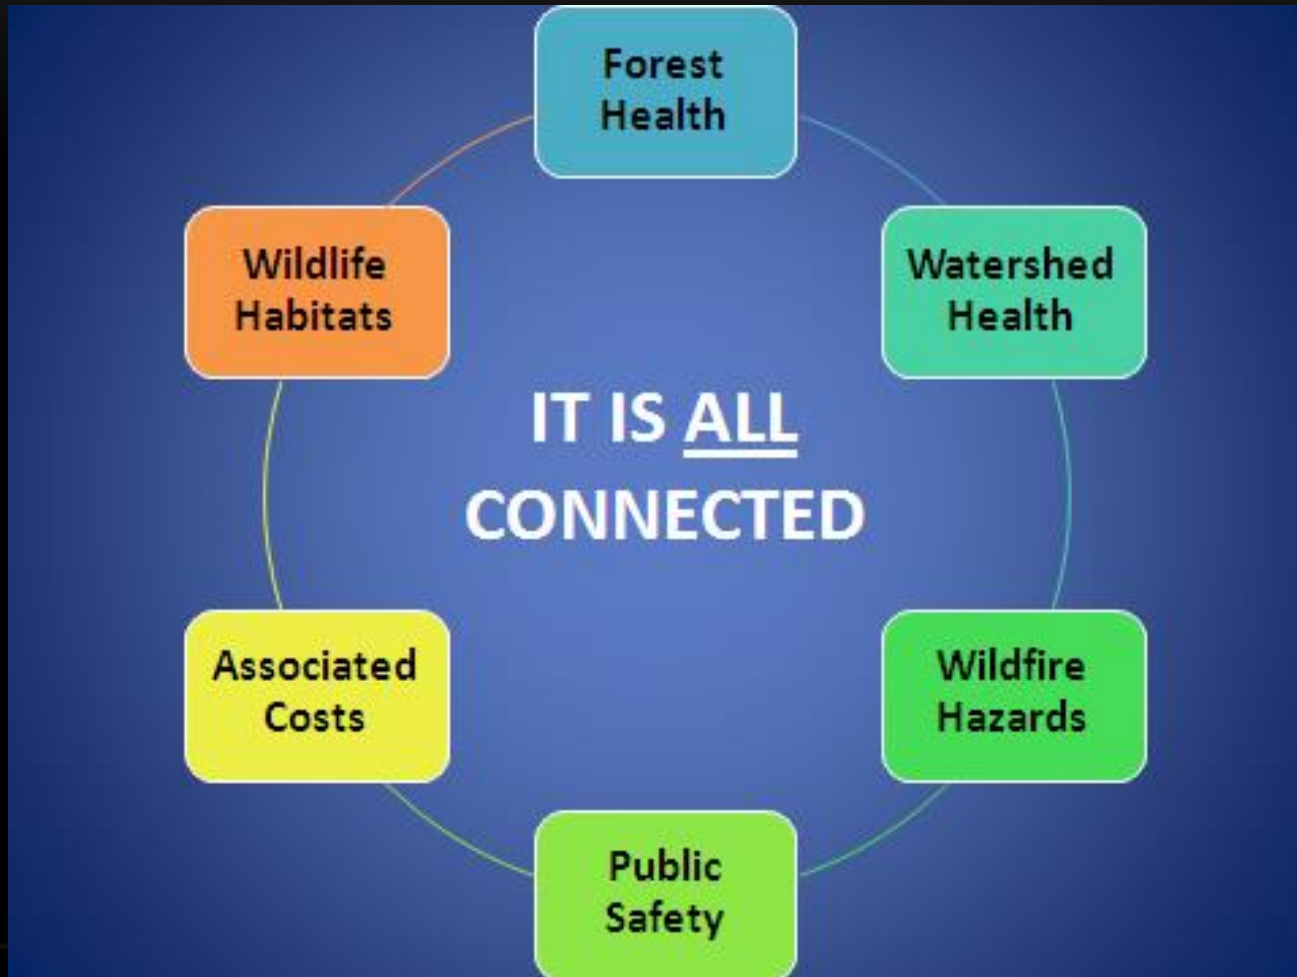 Forest
Health
Watershed
Health
Wildfire
Hazards
Public
Safety
Associated
Costs
Wildlife
Habitats
IT IS ALL
CONNECTED